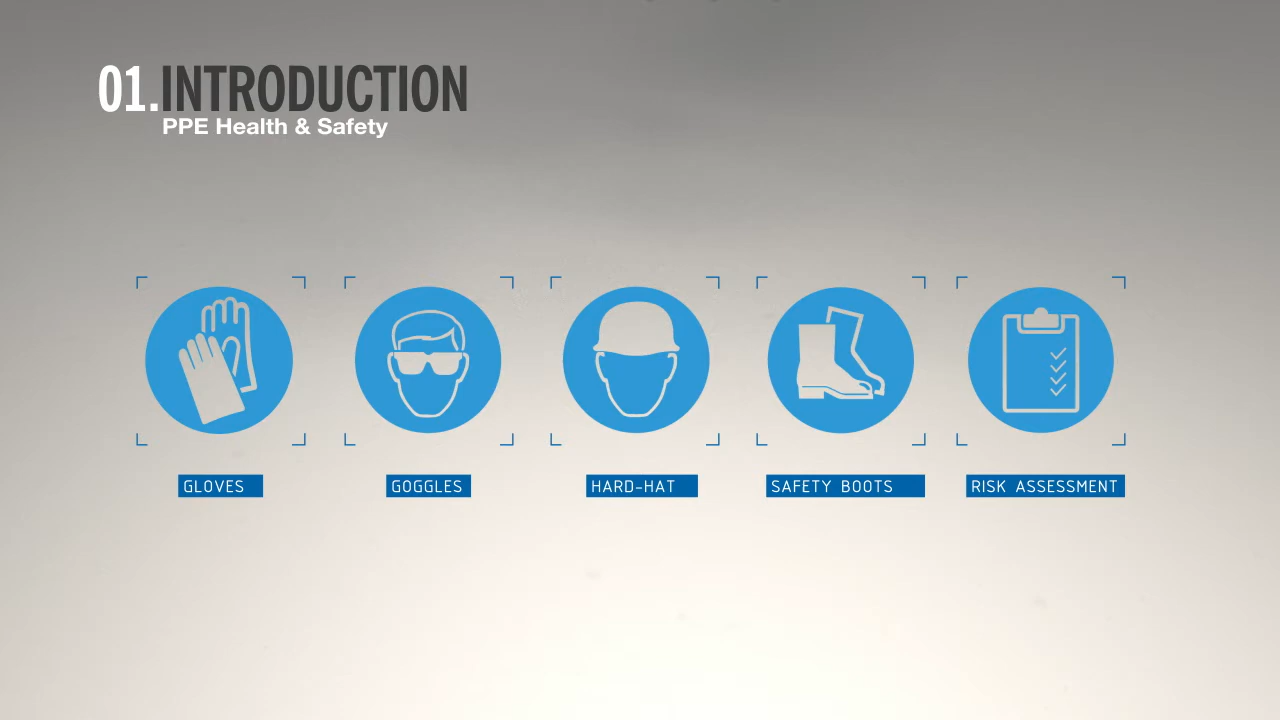 01.INTRODUCTION
PPE Health & Safety
GLOVES
GOGGLES
HARD-HAT
SAFETY BOOTS
RISK ASSESSMENT